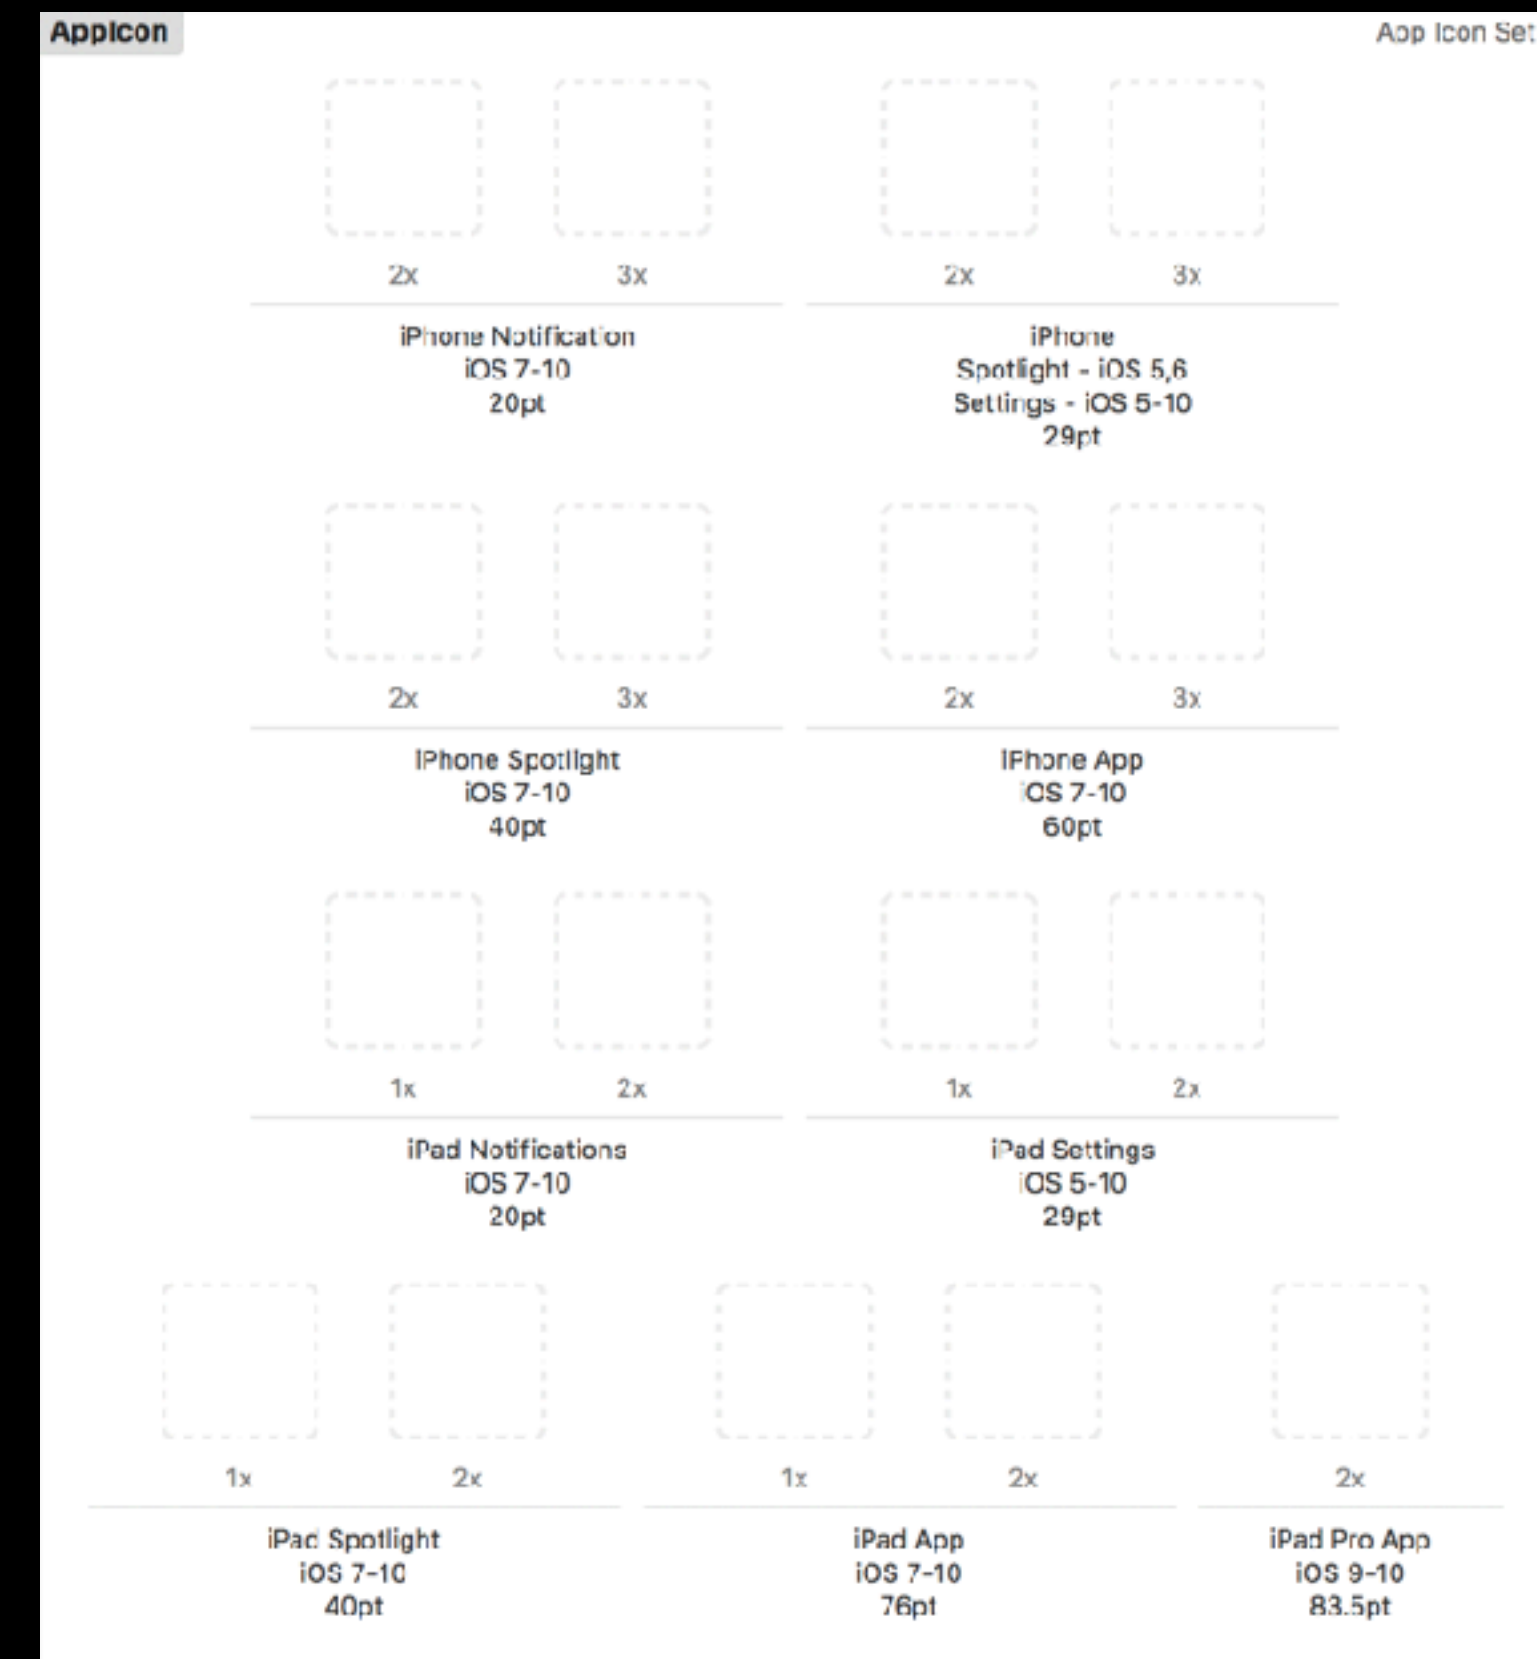 AppIcon
App Icon Set
2x 3x 2x 3x
iPhone Notification
iOS 7-10
20pt
iPhone
Spotlight - iOS 5,6
Settings - iOS 5-10
29pt
2x 3x 2x 3x
iPhone Spotlight
iOS 7-10
40pt
iPhone App
iOS 7-10
60pt
1x 2x 1x 2x
iPad Notifications
iOS 7-10
20pt
iPad Settings
iOS 5-10
29pt
1x 2x 1x 2x 2x
iPad Spotlight
iOS 7-10
40pt
iPad App
iOS 7-10
76pt
iPad Pro App
iOS 9-10
83.5pt